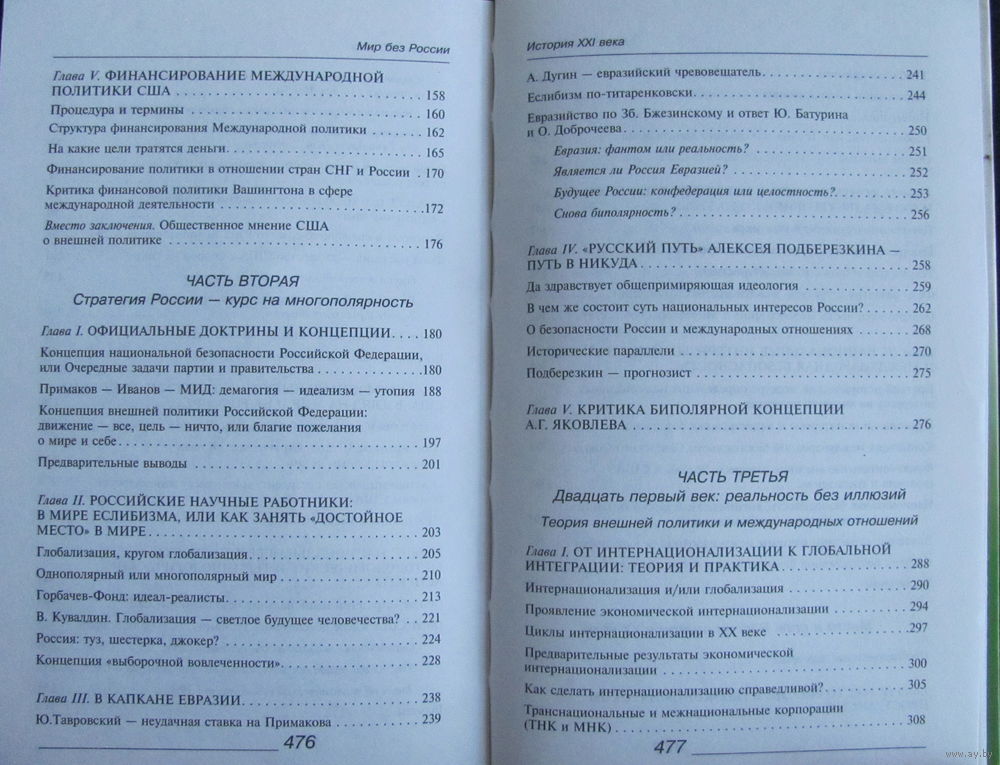 Мир без России
Глава V. ФИНАНСИРОВАНИЕ МЕЖДУНАРОДНОЙ
ПОЛИТИКИ США . . . . . . . . . . 158
Процедура и термины . . . . . . . . . . 160
Структура финансирования Международной политики . . . . . . 162
На какие цели тратятся деньги. . . . . . . . . . 165
Финансирование политики в отношении стран СНГ и России . 170
Критика финансовой политики Вашингтона в сфере
международной деятельности . . . . . . . . . . 172
Вместо заключения. Общественное мнение США
о внешней политике . . . . . . . . . . 176
ЧАСТЬ ВТОРАЯ
Стратегия России — курс на многополярность
Глава I. ОФИЦИАЛЬНЫЕ ДОКТРИНЫ И КОНЦЕПЦИИ. . . . 180
Концепция национальной безопасности Российской Федерации,
или Очередные задачи партии и правительства . . . . . . . . . . 180
Примаков — Иванов — МИД: демагогия — идеализм — утопия 188
Концепция внешней политики Российской Федерации:
движение — все, цель — ничто, или благие пожелания
о мире и себе . . . . . . . . . . 197
Предварительные выводы . . . . . . . . . . 201
Глава II. РОССИЙСКИЕ НАУЧНЫЕ РАБОТНИКИ:
В МИРЕ ЕСЛИБИЗМА, ИЛИ КАК ЗАНЯТЬ «ДОСТОЙНОЕ
МЕСТО» В МИРЕ . . . . . . . . . . 203
Глобализация, кругом глобализация . . . . . . . . . . 205
Однополярный или многополярный мир . . . . . . . . . . 210
Горбачев-Фонд: идеал-реалисты. . . . . . . . . . 213
В. Кувалдин. Глобализация — светлое будущее человечества? . . 221
Россия: туз, шестерка, джокер? . . . . . . . . . . 224
Концепция «выборочной вовлеченности». . . . . . . . . . 228
Глава III. В КАПКАНЕ ЕВРАЗИИ. . . . . . . . . . 238
Ю.Тавровский — неудачная ставка на Примакова . . . . . . . . . . 239
476
История XXI века
А. Дугин — евразийский чревовещатель. . . . . . . . . . 241
Еслибизм по-титаренковски. . . . . . . . . . 244
Евразийство по Зб. Бжезинскому и ответ Ю. Батурина
и О. Доброчеева. . . . . . . . . . 250
Евразия: фантом или реальность? . . . . . . . . . . 251
Является ли Россия Евразией? . . . . . . . . . . 252
Будущее России: конфедерация или целостность?. . . . . . . . . . 253
Снова биполярность? . . . . . . . . . . 256
Глава IV. «РУССКИЙ ПУТЬ» АЛЕКСЕЯ ПОДБЕРЕЗКИНА —
ПУТЬ В НИКУДА . . . . . . . . . . 258
Да здравствует общепримиряющая идеология . . . . . . . . . . 259
В чем же состоит суть национальных интересов России? . . . . . 262
О безопасности России и международных отношениях . . . . . . 268
Исторические параллели . . . . . . . . . . 270
Подберезкин — прогнозист . . . . . . . . . . 275
Глава V. КРИТИКА БИПОЛЯРНОЙ КОНЦЕПЦИИ
А.Г. ЯКОВЛЕВА . . . . . . . . . . 276
ЧАСТЬ ТРЕТЬЯ
Двадцать первый век: реальность без иллюзий
Теория внешней политики и международных отношений
Глава I. ОТ ИНТЕРНАЦИОНАЛИЗАЦИИ К ГЛОБАЛЬНОЙ
ИНТЕГРАЦИИ: ТЕОРИЯ И ПРАКТИКА. . . . . . . . . . 288
Интернационализация и/или глобализация . . . . . . . . . . 290
Проявление экономической интернационализации . . . . . . . . . . 294
Циклы интернационализации в XX веке . . . . . . . . . . 297
Предварительные результаты экономической
интернационализации . . . . . . . . . . 300
Как сделать интернационализацию справедливой?. . . . . . . . . . 305
Транснациональные и межнациональные корпорации
(ТНК и МНК) . . . . . . . . . . 308
477
www.ay.by